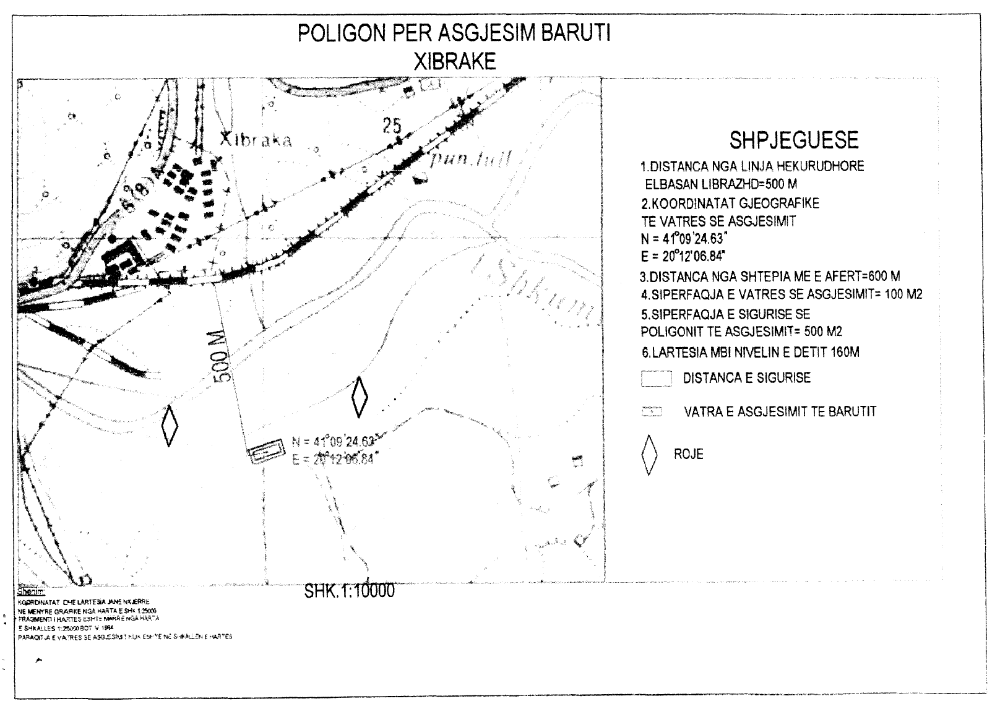 POLIGON PER ASGJESIM BARUTI
XIBRAKE
Xibraka
25
pun.tull
6(8)4
500 M
N = 41°09'24.63"
E = 20°12'06.84"
SHK.1:10000
SHPJEGUESE
1.DISTANCA NGA LINJA HEKURUDHORE
ELBASAN LIBRAZHD=500 M
2.KOORDINATAT GJEOGRAFIKE
TE VATRES SE ASGJESIMIT
N = 41°09'24.63"
E = 20°12'06.84"
3.DISTANCA NGA SHTEPIA ME E AFERT=600 M
4.SIPERFAQJA E VATRES SE ASGJESIMIT= 100 M2
5.SIPERFAQJA E SIGURISE SE
POLIGONIT TE ASGJESIMIT= 500 M2
6.LARTESIA MBI NIVELIN E DETIT 160M
DISTANCA E SIGURISE
VATRA E ASGJESIMIT TE BARUTIT
ROJE
Shenim:
KOORDINATAT DHE LARTESIA JANE NXJERRE
NE MENYRE GRAFIKE NGA HARTA E SHK 1:25000
FRAGMENTI I HARTES ESHTE MARRE NGA HARTA
E SHKALLES 1:25000 BOT V. 1984
PARAQITJA E VATRES SE ASGJESIMIT NUK ESHTE NE SHKALLEN E HARTES